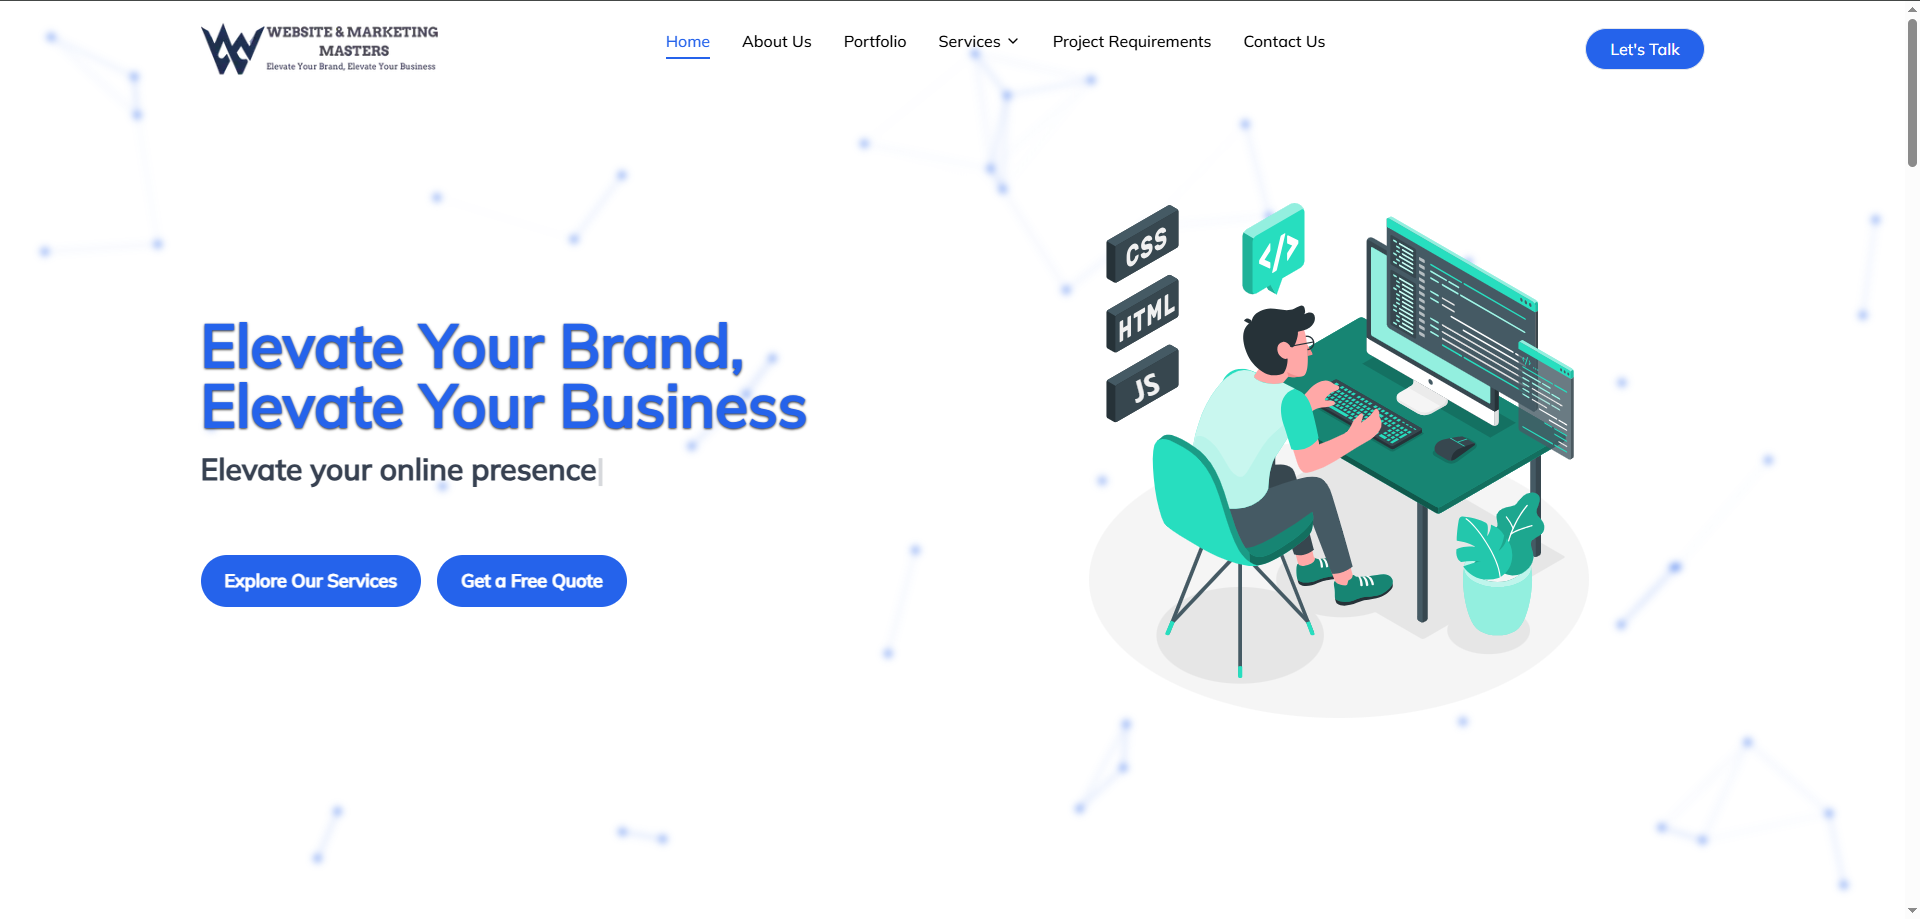 WEBSITE & MARKETING
MASTERS
Elevate Your Brand, Elevate Your Business
Home
About Us
Portfolio
Services
Project Requirements
Contact Us
Let's Talk
Elevate Your Brand,
Elevate Your Business
Elevate your online presence
Explore Our Services
Get a Free Quote
CSS
</>
HTML
JS